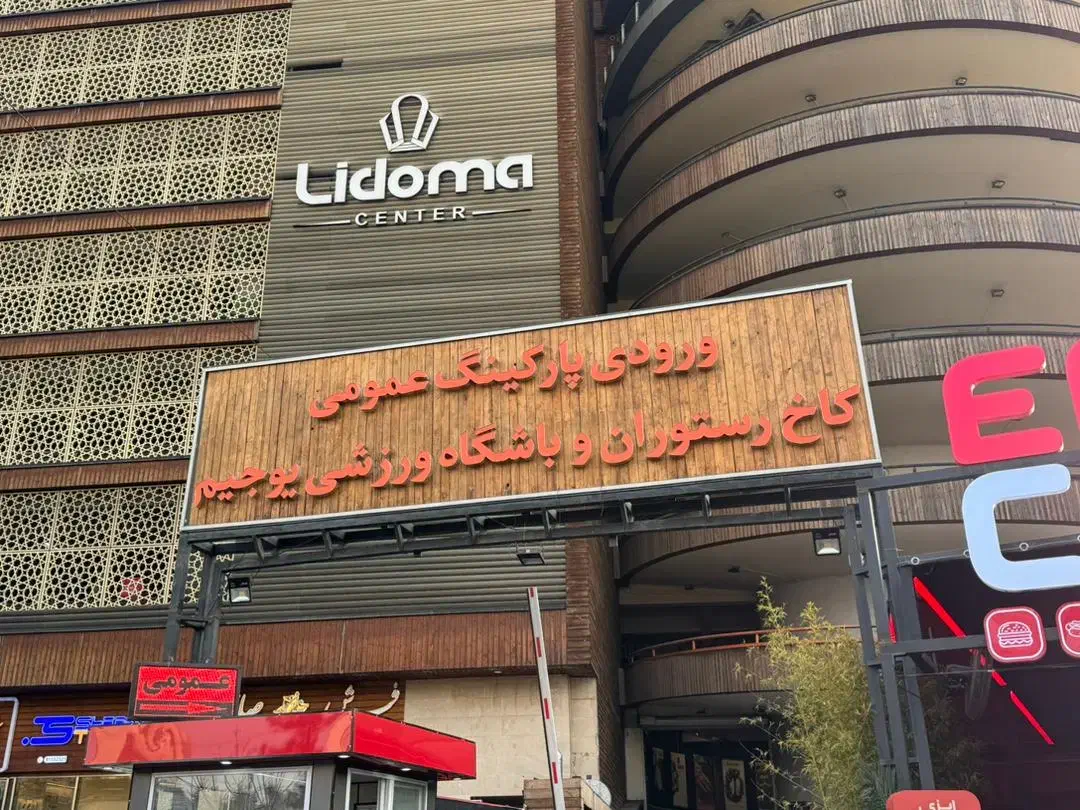 Lidoma
CENTER
ورودی پارکینگ عمومی
کاخ رستوران و باشگاه ورزشی یوجیم
عمومی